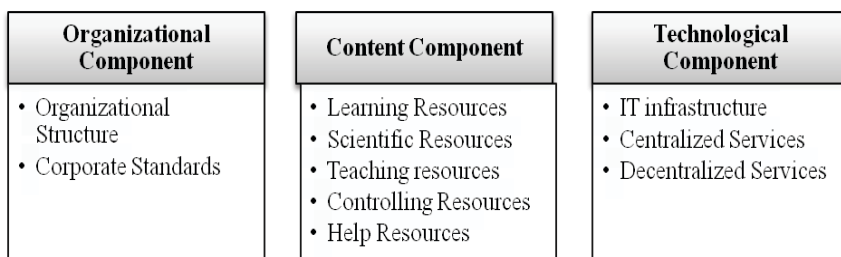 Organizational
Component
• Organizational
Structure
• Corporate Standards
Content Component
• Learning Resources
• Scientific Resources
• Teaching resources
• Controlling Resources
• Help Resources
Technological
Component
• IT infrastructure
• Centralized Services
• Decentralized Services